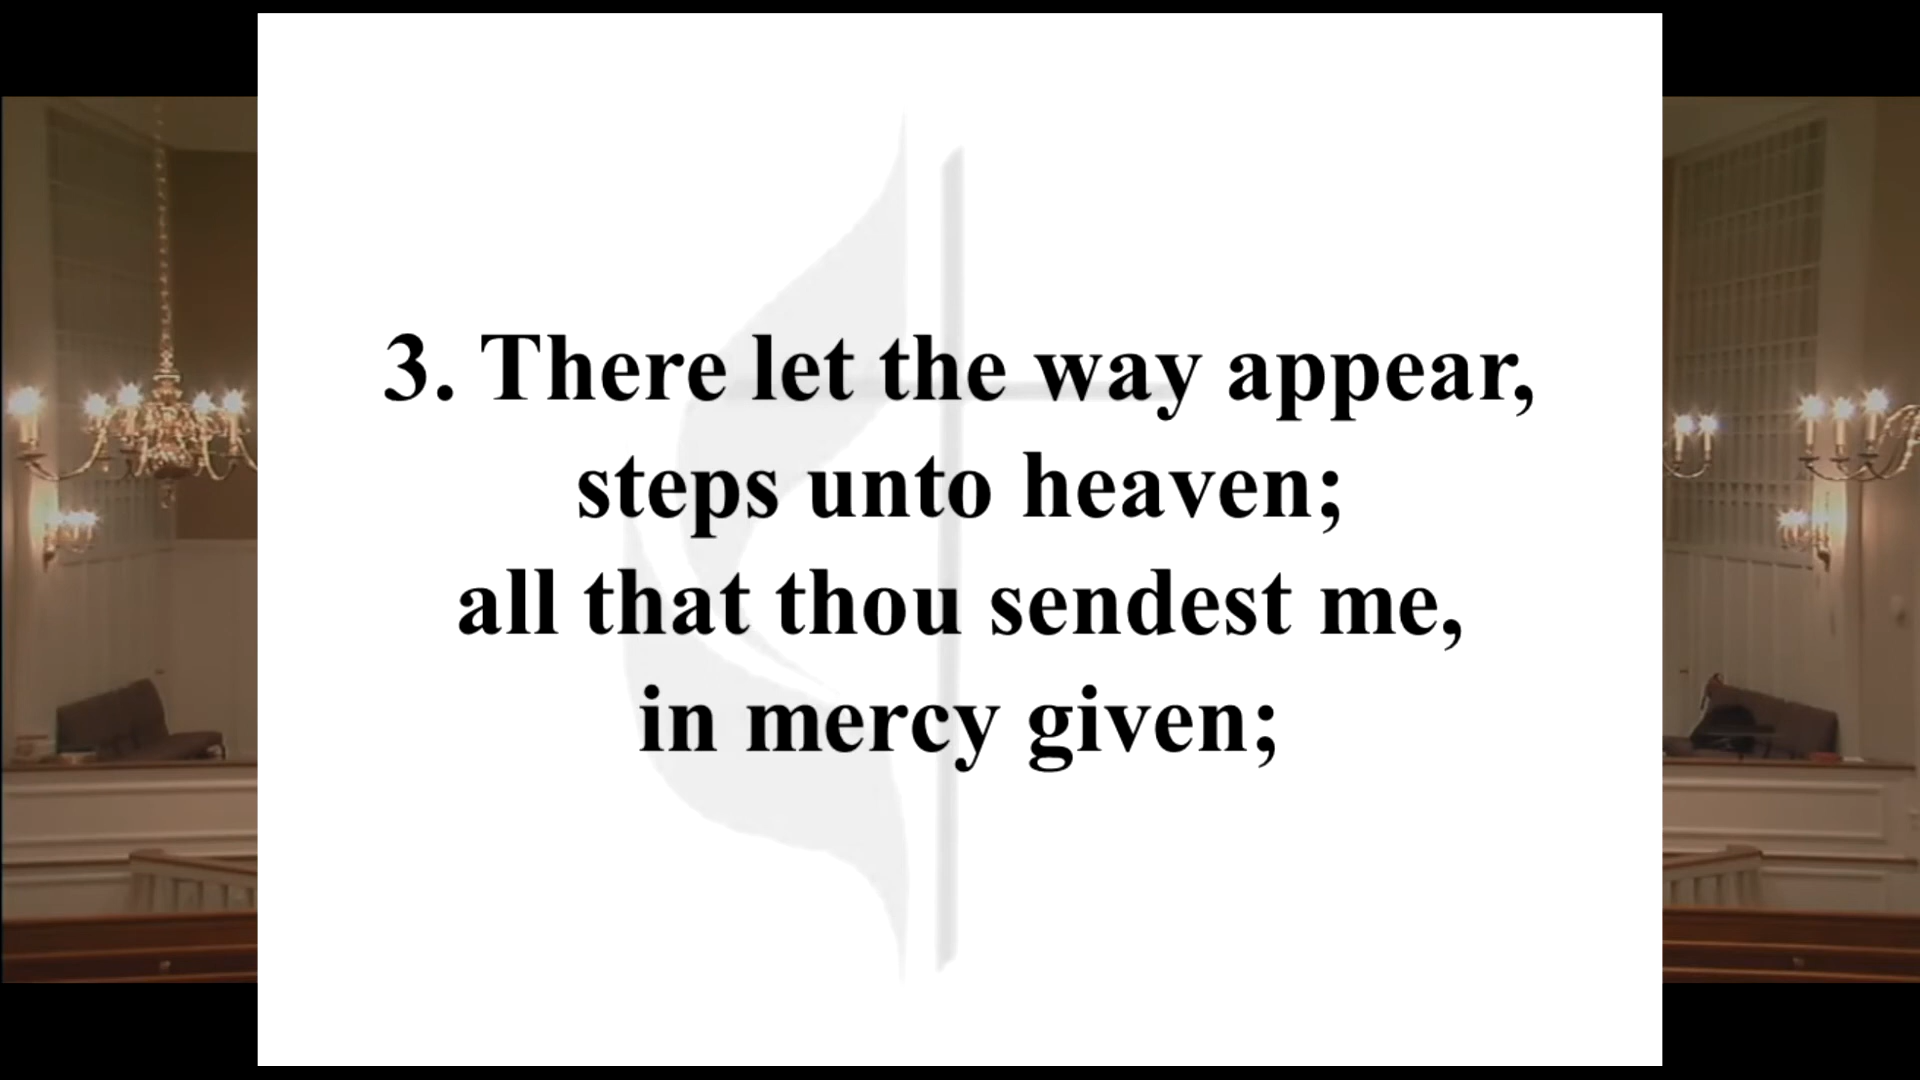 3. There let the way appear,
steps unto heaven;
all that thou sendest me,
in mercy given;